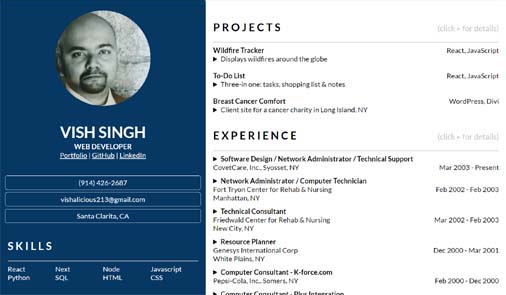 VISH SINGH
WEB DEVELOPER
Portfolio | GitHub | LinkedIn
(914) 426-2687
vishalicious213@gmail.com
Santa Clarita, CA
SKILLS
React Next Node Javascript
Python SQL HTML CSS
PROJECTS (click ▸ for details)
Wildfire Tracker React, JavaScript
▸ Displays wildfires around the globe
To-Do List React, JavaScript
▸ Three-in one: tasks, shopping list & notes
Breast Cancer Comfort WordPress, Divi
▸ Client site for a cancer charity in Long Island, NY
EXPERIENCE (click ▸ for details)
▸ Software Design / Network Administrator / Technical Support
CovetCare, Inc., Syosset, NY Mar 2003 - Present
▸ Network Administrator / Computer Technician
Fort Tryon Center for Rehab & Nursing Feb 2002 - Feb 2003
Manhattan, NY
▸ Technical Consultant
Friedwald Center for Rehab & Nursing Mar 2002 - Feb 2003
New City, NY
▸ Resource Planner
Genesys International Corp Dec 2000 - Mar 2001
White Plains, NY
▸ Computer Consultant - K-force.com
Pepsi-Cola, Inc., Somers, NY Feb 2000 - Dec 2000
▸ Computer Consultant - Plus Integration